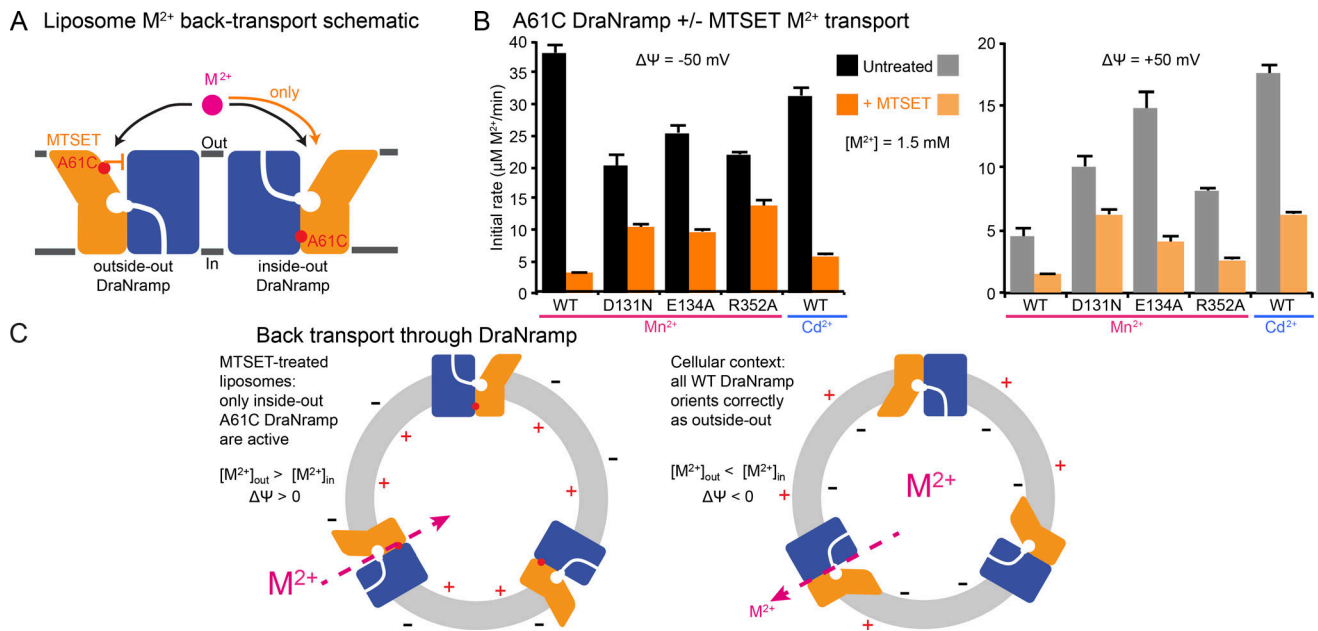 A Liposome M²⁺ back-transport schematic
M²⁺
only
MTSET
A61C
Out
In
A61C
outside-out
DraNramp
inside-out
DraNramp
B A61C DraNramp +/- MTSET M²⁺ transport
Initial rate (µM M²⁺/min)
40
35
30
25
20
15
10
5
0
ΔΨ = -50 mV
WT D131N E134A R352A WT
Mn²⁺ Cd²⁺
Untreated
+ MTSET
[M²⁺] = 1.5 mM
20
15
10
5
0
ΔΨ = +50 mV
WT D131N E134A R352A WT
Mn²⁺ Cd²⁺
C Back transport through DraNramp
MTSET-treated
liposomes:
only inside-out
A61C DraNramp
are active
[M²⁺]out > [M²⁺]in
ΔΨ > 0
M²⁺
- - - - - - - -
+ + + + + +
Cellular context:
all WT DraNramp
orients correctly
as outside-out
[M²⁺]out < [M²⁺]in
ΔΨ < 0
M²⁺
M²⁺
+ + + + + +
- - - - - -